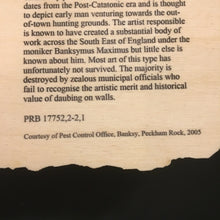 dates from the Post-Catatonic era and is thought
to depict early man venturing towards the out-
of-town hunting grounds. The artist responsible
is known to have created a substantial body of
work across the South East of England under the
moniker Banksymus Maximus but little else is
known about him. Most art of this type has
unfortunately not survived. The majority is
destroyed by zealous municipal officials who
fail to recognise the artistic merit and historical
value of daubing on walls.
PRB 17752,2-2,1
Courtesy of Pest Control Office, Banksy, Peckham Rock, 2005